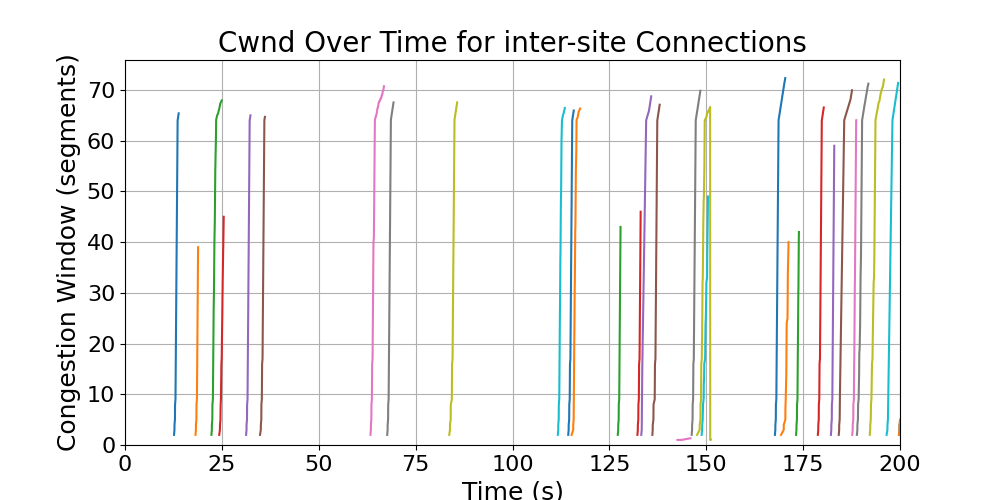 Cwnd Over Time for inter-site Connections
Congestion Window (segments)
70
60
50
40
30
20
10
0
0 25 50 75 100 125 150 175 200
Time (s)